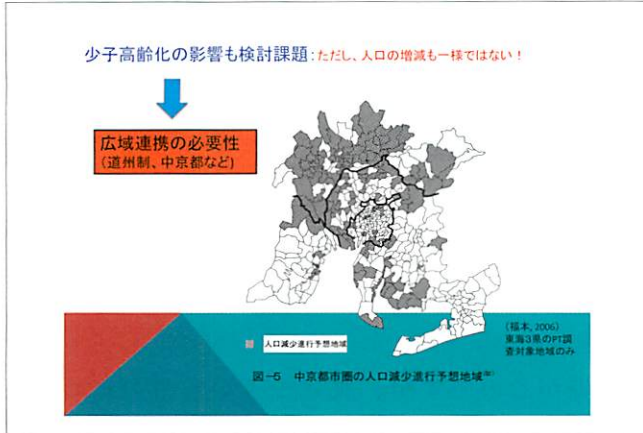 少子高齢化の影響も検討課題：ただし、人口の増減も一様ではない！
広域連携の必要性
（道州制、中京都など）
人口減少進行予想地域
（福本，2006）
東海3県のPT調
査対象地域のみ
図－5　中京都市圏の人口減少進行予想地域